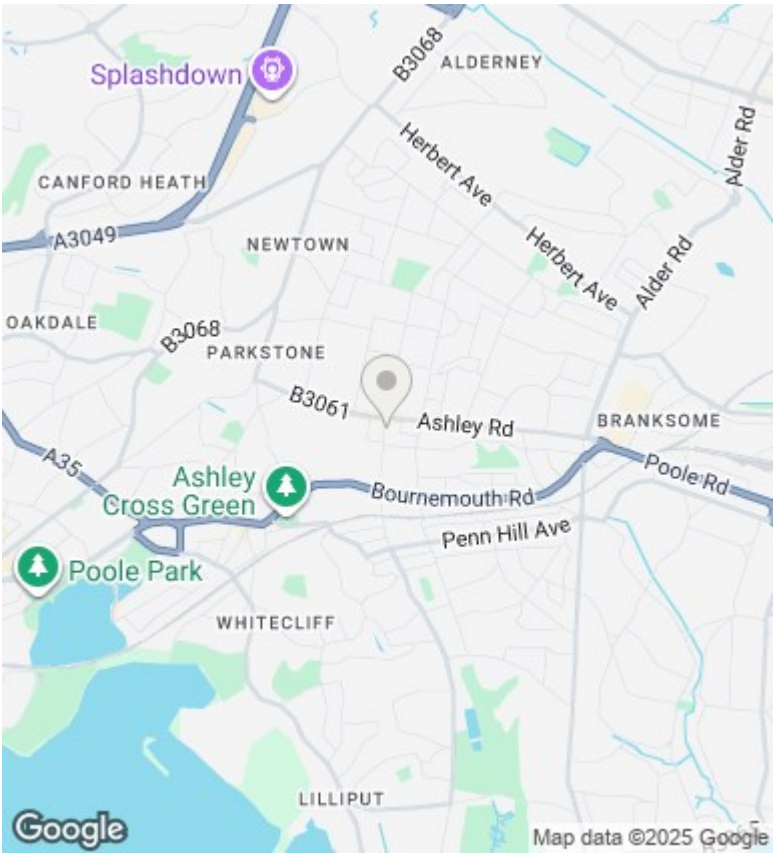 B3068
ALDERNEY
Splashdown
Alder Rd
Herbert Ave
CANFORD HEATH
A3049
NEWTOWN
Herbert Ave
Alder Rd
OAKDALE
B3068
PARKSTONE
B3061
Ashley Rd
BRANKSOME
A35
Ashley
Cross Green
Bournemouth Rd
Poole Rd
Penn Hill Ave
Poole Park
WHITECLIFF
LILLIPUT
Google
Map data ©2025 Google